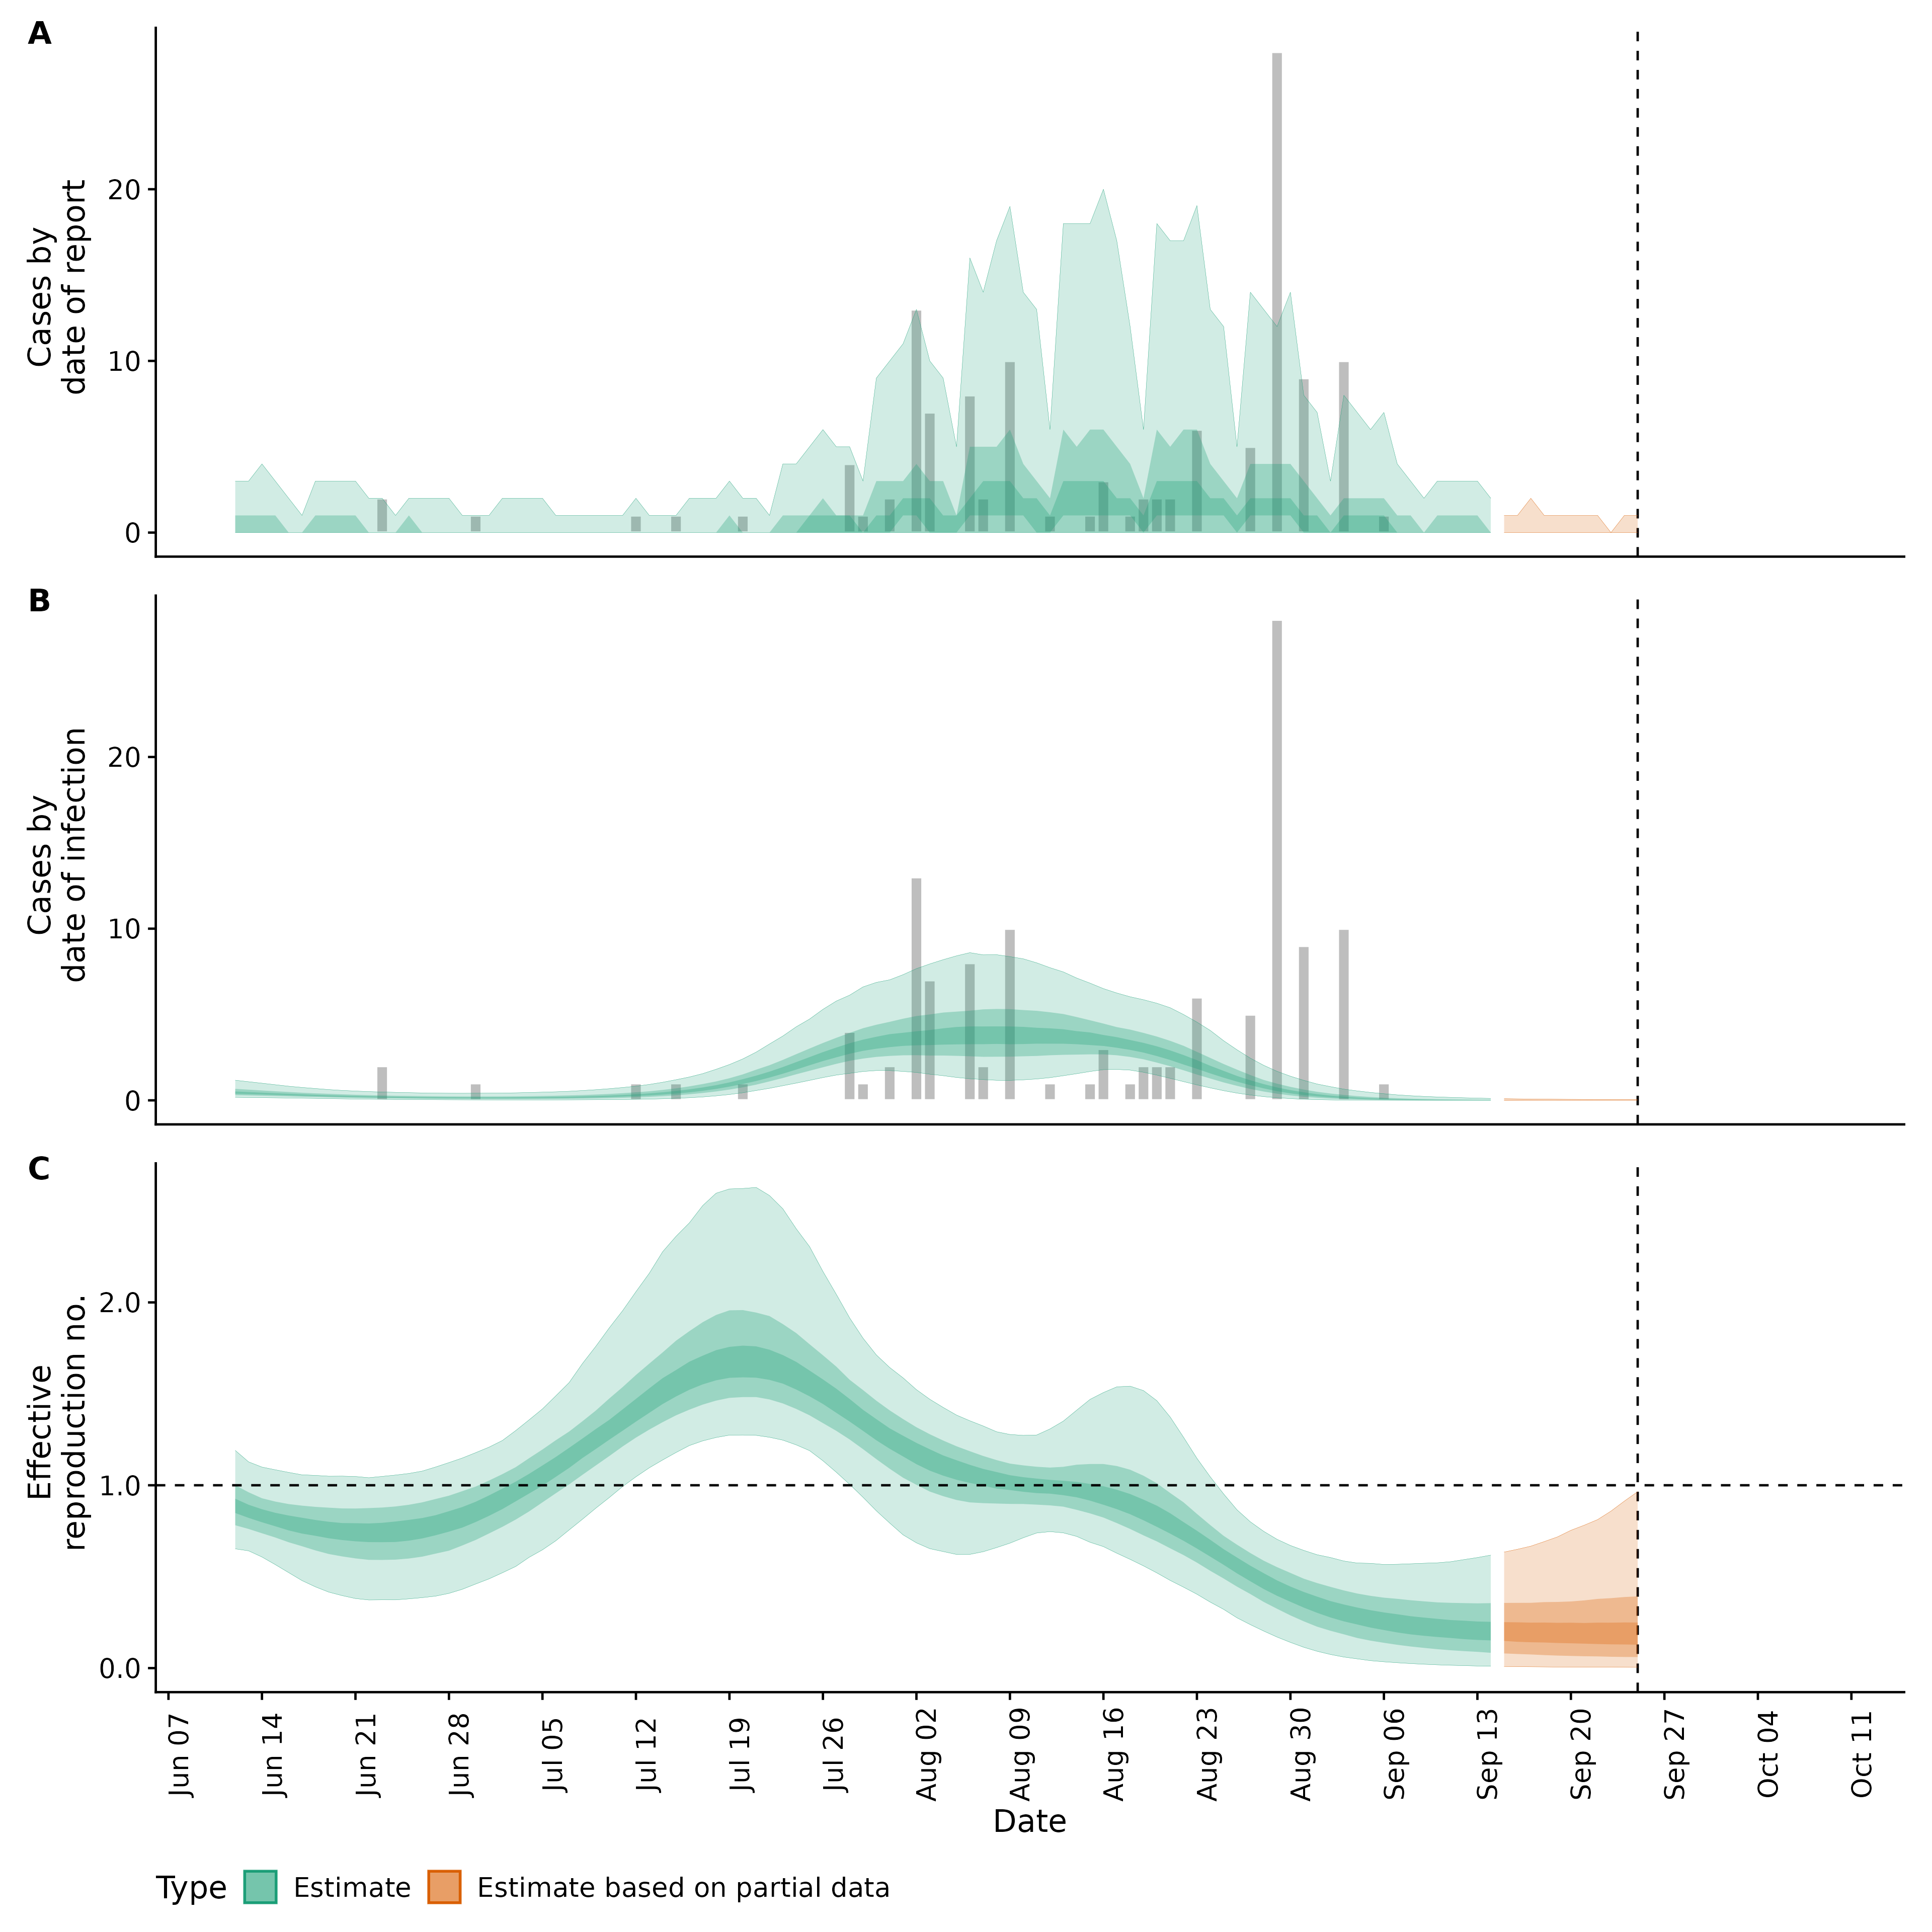 A
Cases by
date of report
20
10
0
B
Cases by
date of infection
20
10
0
C
Effective
reproduction no.
2.0
1.0
0.0
Jun 07
Jun 14
Jun 21
Jun 28
Jul 05
Jul 12
Jul 19
Jul 26
Aug 02
Aug 09
Aug 16
Aug 23
Aug 30
Sep 06
Sep 13
Sep 20
Sep 27
Oct 04
Oct 11
Date
Type Estimate Estimate based on partial data